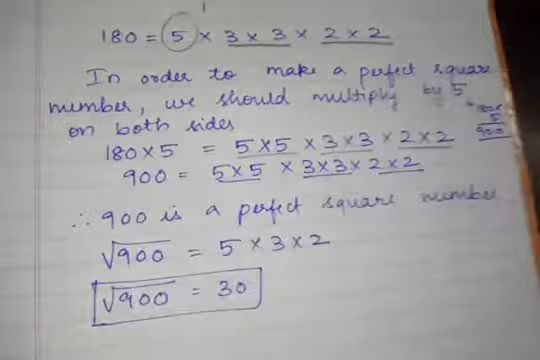 180 = 5 × 3 × 3 × 2 × 2
In order to make a perfect square
number, we should multiply by 5
on both sides
180×5 = 5×5 × 3×3 × 2×2
900 = 5×5 × 3×3×2×2
∴ 900 is a perfect square number
√900 = 5×3×2
√900 = 30